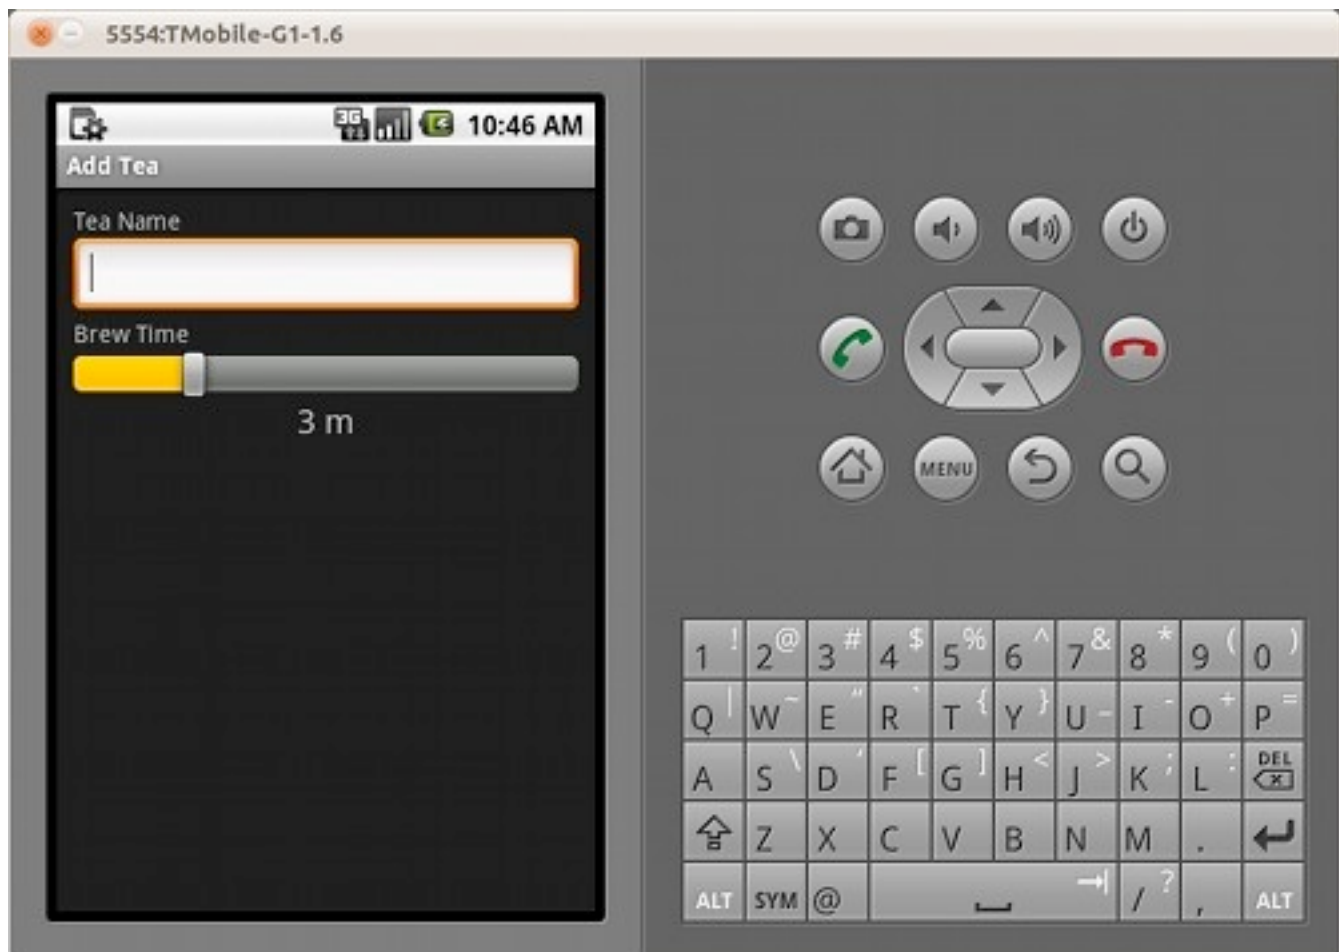 5554:TMobile-G1-1.6
3G 10:46 AM
Add Tea
Tea Name
Brew Time
3 m
MENU
1 ! 2 @ 3 # 4 $ 5 % 6 ^ 7 & 8 * 9 ( 0 )
Q | W ~ E " R ` T { Y } U _ I - O + P =
A S \ D ' F [ G ] H < J > K ; L : DEL
Z X C V B N M .
ALT SYM @ / ? , ALT